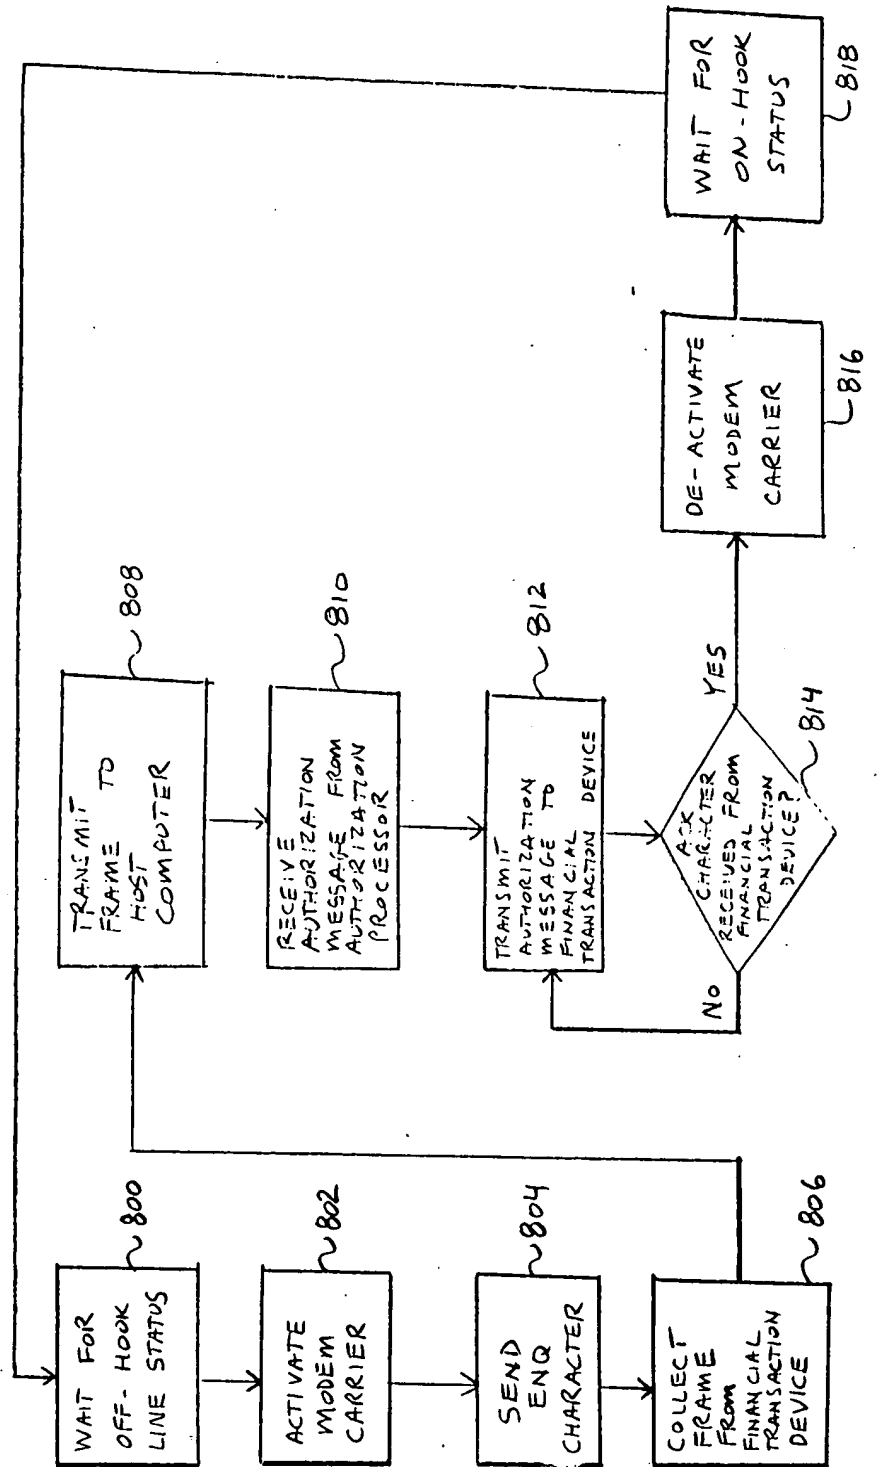 WAIT FOR
OFF-HOOK
LINE STATUS
800
ACTIVATE
MODEM
CARRIER
802
SEND
ENQ
CHARACTER
804
COLLECT
FRAME
FROM
FINANCIAL
TRANSACTION
DEVICE
806
TRANSMIT
FRAME TO
HOST
COMPUTER
808
RECEIVE
AUTHORIZATION
MESSAGE FROM
AUTHORIZATION
PROCESSOR
810
TRANSMIT
AUTHORIZATION
MESSAGE TO
FINANCIAL
TRANSACTION DEVICE
812
ACK
CHARACTER
RECEIVED FROM
FINANCIAL
TRANSACTION
DEVICE?
814
NO
YES
DE-ACTIVATE
MODEM
CARRIER
816
WAIT FOR
ON-HOOK
STATUS
818